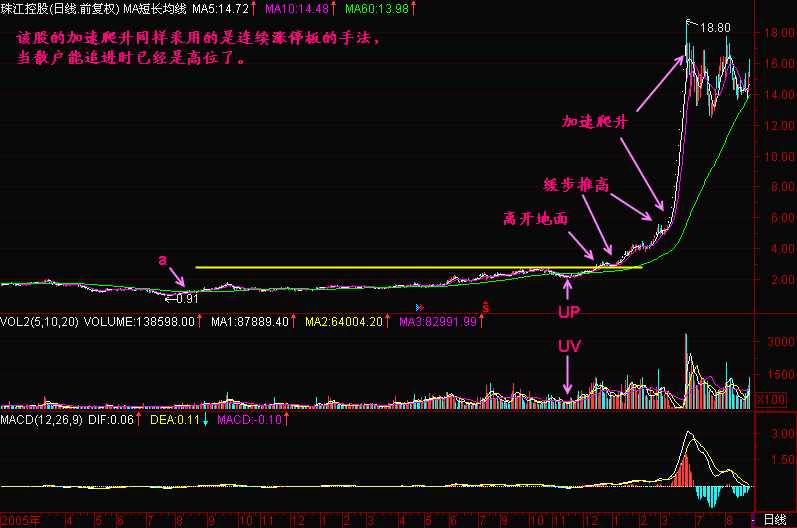 珠江控股(日线.前复权) MA短长均线 MA5:14.72↑ MA10:14.48↑ MA60:13.98↑
该股的加速爬升同样采用的是连续涨停板的手法,
当散户能追进时已经是高位了。
18.80
18.00
16.00
14.00
加速爬升
12.00
10.00
缓步推高
8.00
离开地面
6.00
a
4.00
2.00
←0.91
S
UP
VOL2(5,10,20) VOLUME:138598.00↑ MA1:87889.40↑ MA2:64004.20↑ MA3:82991.99↑
UV
3000
1500
X100
MACD(12,26,9) DIF:0.06↑ DEA:0.11↓ MACD:-0.10↑
3.00
1.50
2005年 4 5 6 7 8 9 10 11 12 1 2 3 4 5 6 7 8 9 10 11 12 1 2 3 7 8 日线